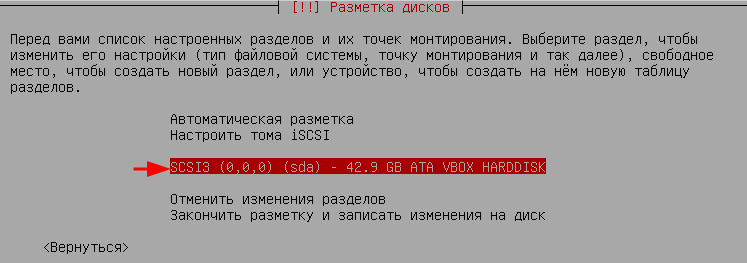 [!!] Разметка дисков
Перед вами список настроенных разделов и их точек монтирования. Выберите раздел, чтобы
изменить его настройки (тип файловой системы, точку монтирования и так далее), свободное
место, чтобы создать новый раздел, или устройство, чтобы создать на нём новую таблицу
разделов.
Автоматическая разметка
Настроить тома iSCSI
SCSI3 (0,0,0) (sda) - 42.9 GB ATA VBOX HARDDISK
Отменить изменения разделов
Закончить разметку и записать изменения на диск
<Вернуться>